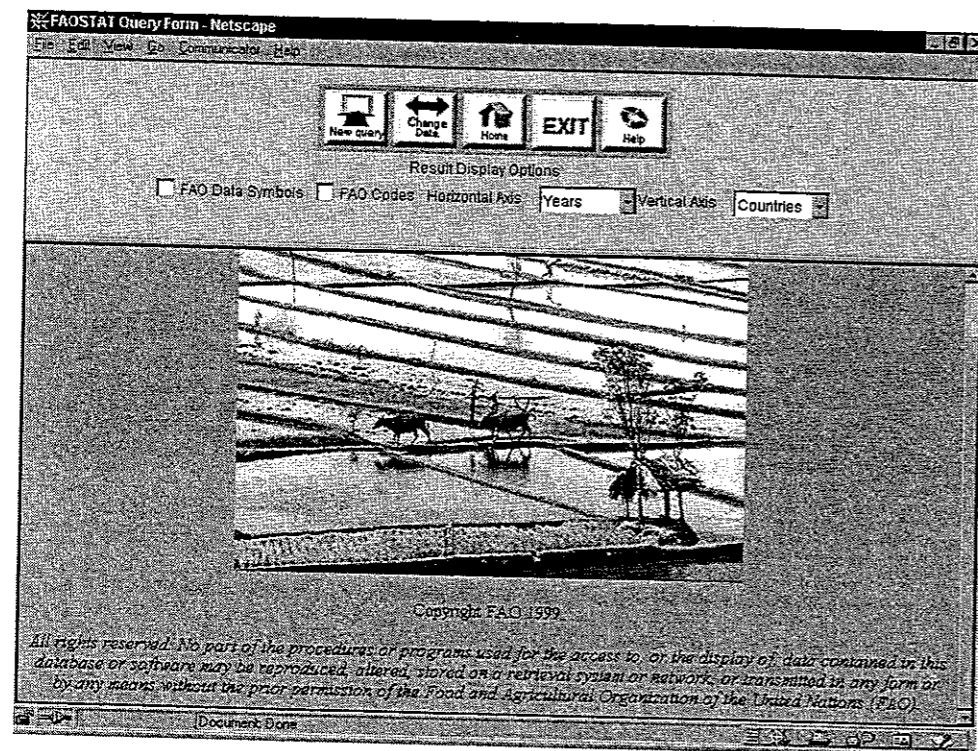 FAOSTAT Query Form - Netscape
File Edit View Go Communicator Help
New query Change Data Home EXIT Help
Result Display Options
FAO Data Symbols FAO Codes Horizontal Axis Years Vertical Axis Countries
Copyright FAO 1999
All rights reserved. No part of the procedures or programs used for the access to, or the display of, data contained in this
database or software may be reproduced, altered, stored on a retrieval system or network, or transmitted in any form or
by any means without the prior permission of the Food and Agricultural Organization of the United Nations (FAO).
Document: Done